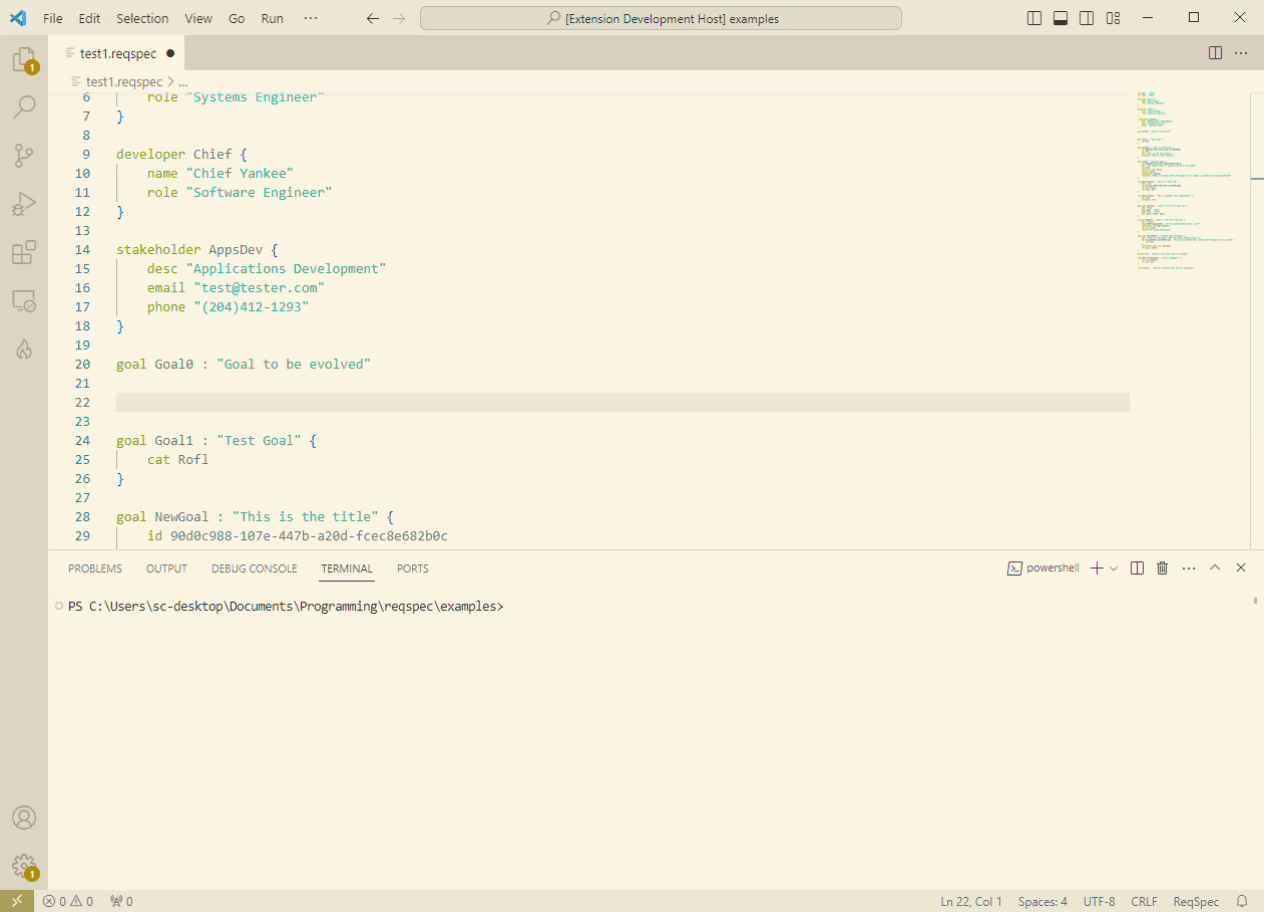 File Edit Selection View Go Run ··· [Extension Development Host] examples
test1.reqspec
1
test1.reqspec > ...
6 role "Systems Engineer"
7 }
8
9 developer Chief {
10 name "Chief Yankee"
11 role "Software Engineer"
12 }
13
14 stakeholder AppsDev {
15 desc "Applications Development"
16 email "test@tester.com"
17 phone "(204)412-1293"
18 }
19
20 goal Goal0 : "Goal to be evolved"
21
22
23
24 goal Goal1 : "Test Goal" {
25 cat Rofl
26 }
27
28 goal NewGoal : "This is the title" {
29 id 90d0c988-107e-447b-a20d-fcec8e682b0c
PROBLEMS OUTPUT DEBUG CONSOLE TERMINAL PORTS powershell
PS C:\Users\sc-desktop\Documents\Programming\reqspec\examples>
1
0 0 0 Ln 22, Col 1 Spaces: 4 UTF-8 CRLF ReqSpec